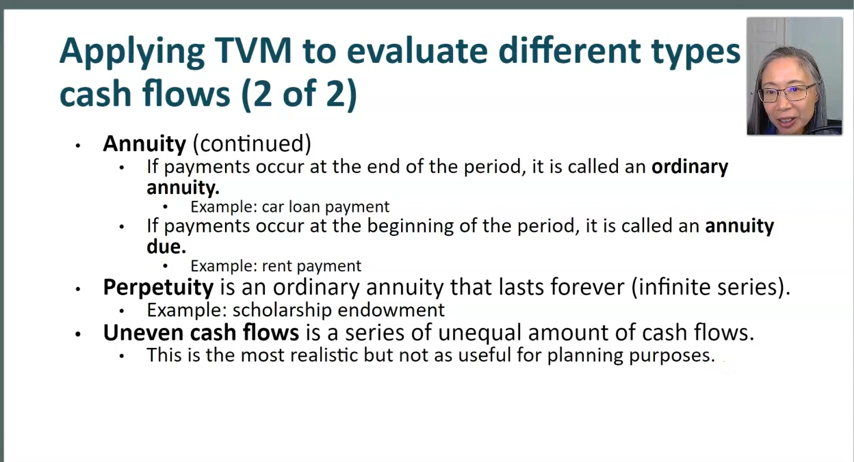 Applying TVM to evaluate different types
cash flows (2 of 2)
• Annuity (continued)
• If payments occur at the end of the period, it is called an ordinary
annuity.
• Example: car loan payment
• If payments occur at the beginning of the period, it is called an annuity
due.
• Example: rent payment
• Perpetuity is an ordinary annuity that lasts forever (infinite series).
• Example: scholarship endowment
• Uneven cash flows is a series of unequal amount of cash flows.
• This is the most realistic but not as useful for planning purposes.